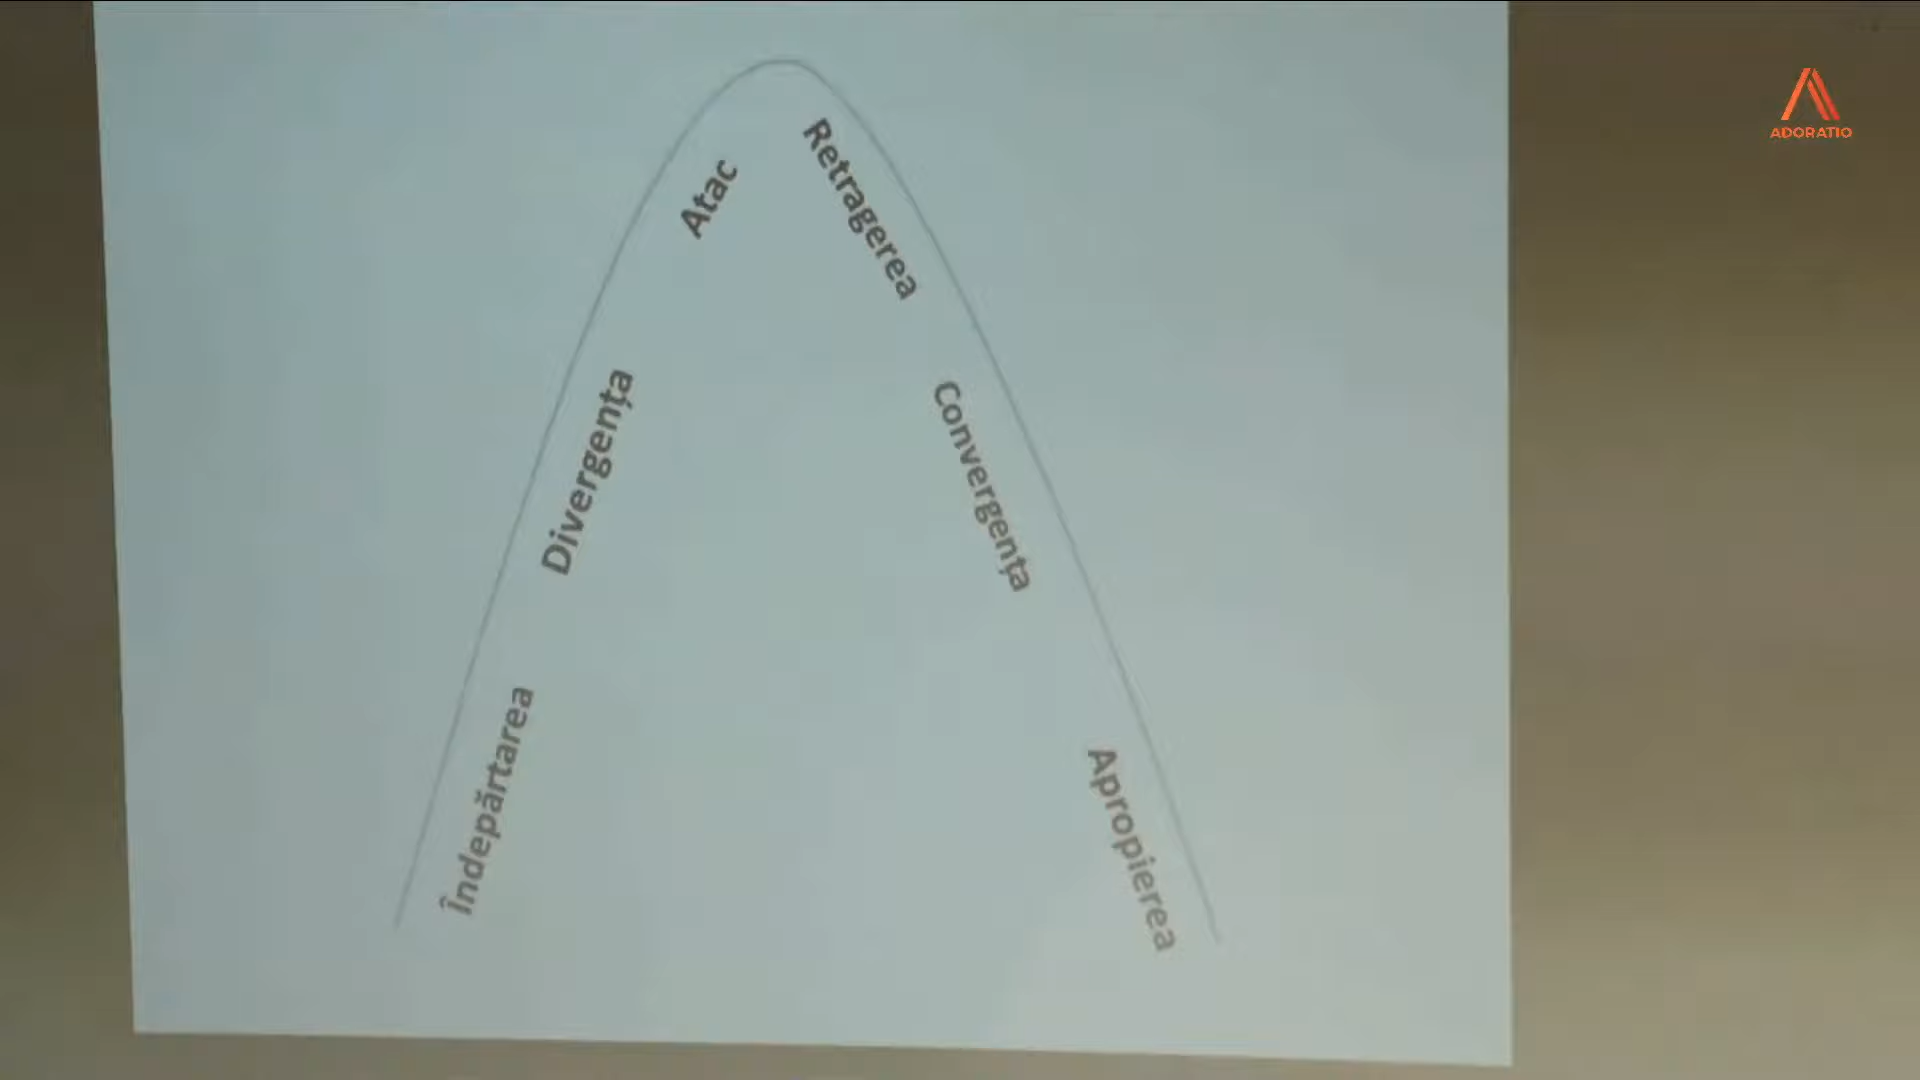 Atac
Retragerea
Divergența
Convergența
Îndepărtarea
Apropierea
ADORATIO